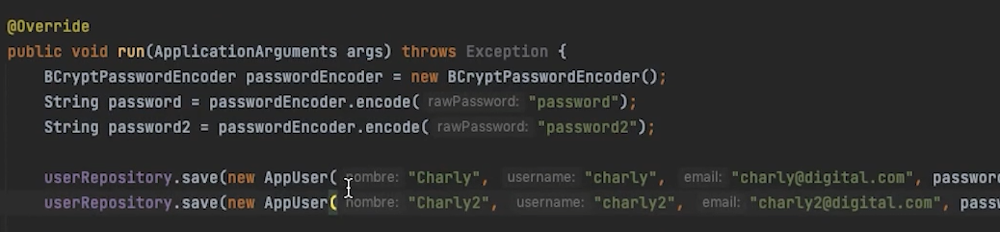 @Override
public void run(ApplicationArguments args) throws Exception {
BCryptPasswordEncoder passwordEncoder = new BCryptPasswordEncoder();
String password = passwordEncoder.encode( rawPassword: "password");
String password2 = passwordEncoder.encode( rawPassword: "password2");
userRepository.save(new AppUser( nombre: "Charly", username: "charly", email: "charly@digital.com", password
userRepository.save(new AppUser( nombre: "Charly2", username: "charly2", email: "charly2@digital.com", passw